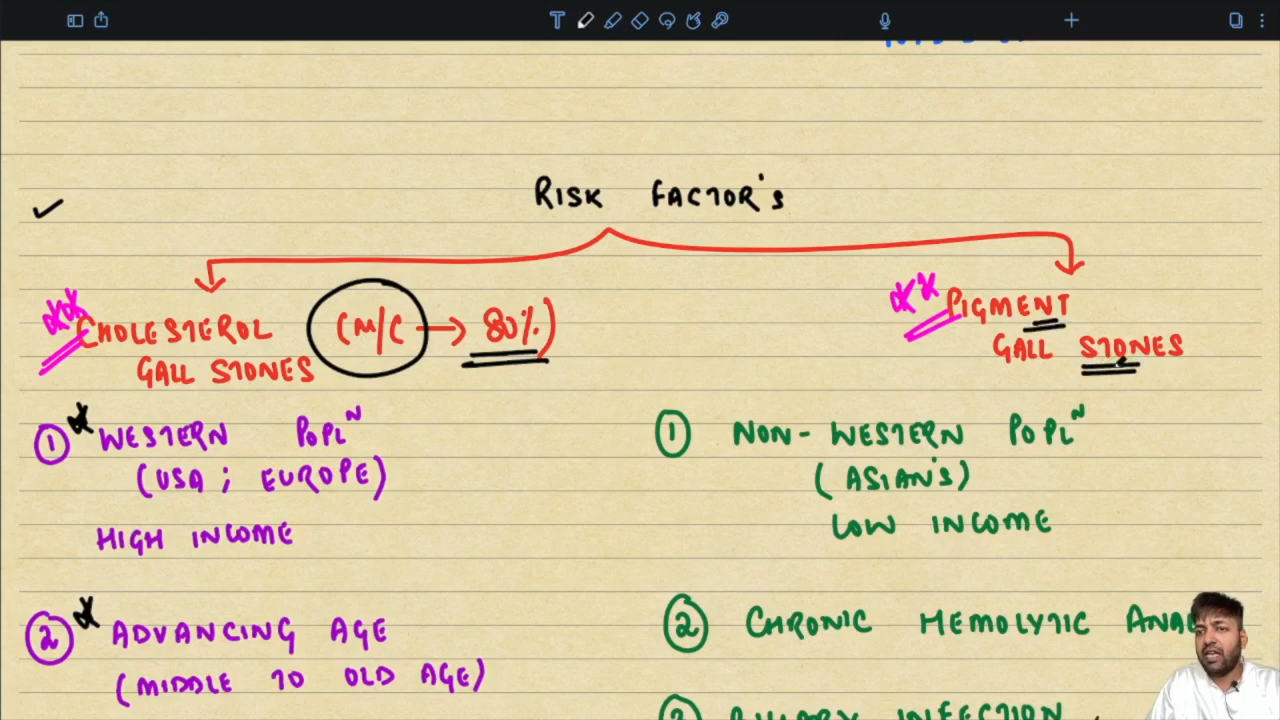 RISK FACTOR'S
CHOLESTEROL (M/C → 80%)
GALL STONES
PIGMENT
GALL STONES
① WESTERN POPLᴺ
(USA ; EUROPE)
HIGH INCOME
① NON-WESTERN POPLᴺ
(ASIAN'S)
LOW INCOME
② ADVANCING AGE
(MIDDLE TO OLD AGE)
② CHRONIC HEMOLYTIC